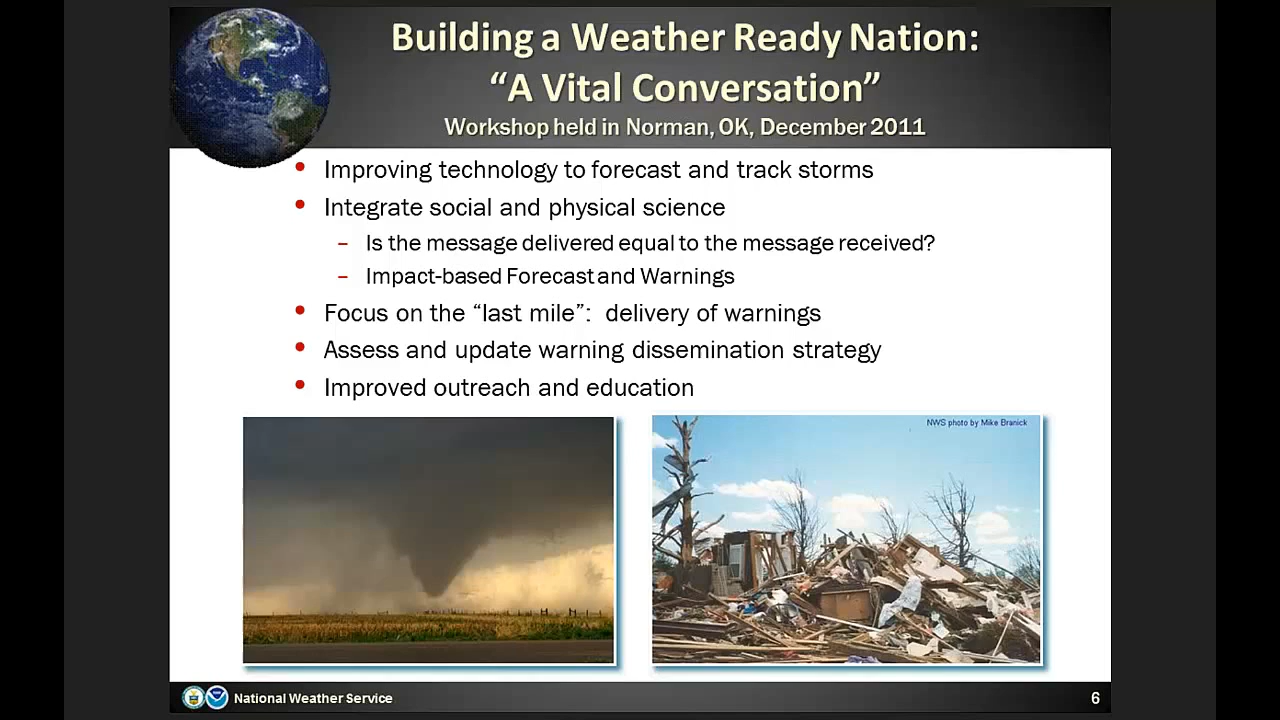 Building a Weather Ready Nation:
“A Vital Conversation”
Workshop held in Norman, OK, December 2011
• Improving technology to forecast and track storms
• Integrate social and physical science
– Is the message delivered equal to the message received?
– Impact-based Forecast and Warnings
• Focus on the “last mile”: delivery of warnings
• Assess and update warning dissemination strategy
• Improved outreach and education
NWS photo by Mike Branick
National Weather Service
6